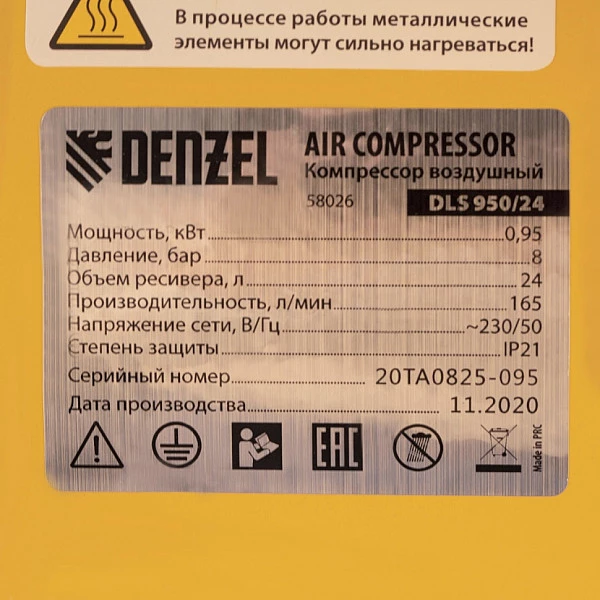 В процессе работы металлические
элементы могут сильно нагреваться!
DENZEL
AIR COMPRESSOR
Компрессор воздушный
58026 DLS 950/24
Мощность, кВт 0,95
Давление, бар 8
Объем ресивера, л 24
Производительность, л/мин 165
Напряжение сети, В/Гц ~230/50
Степень защиты IP21
Серийный номер 20TA0825-095
Дата производства 11.2020
EAC
Made in PRC